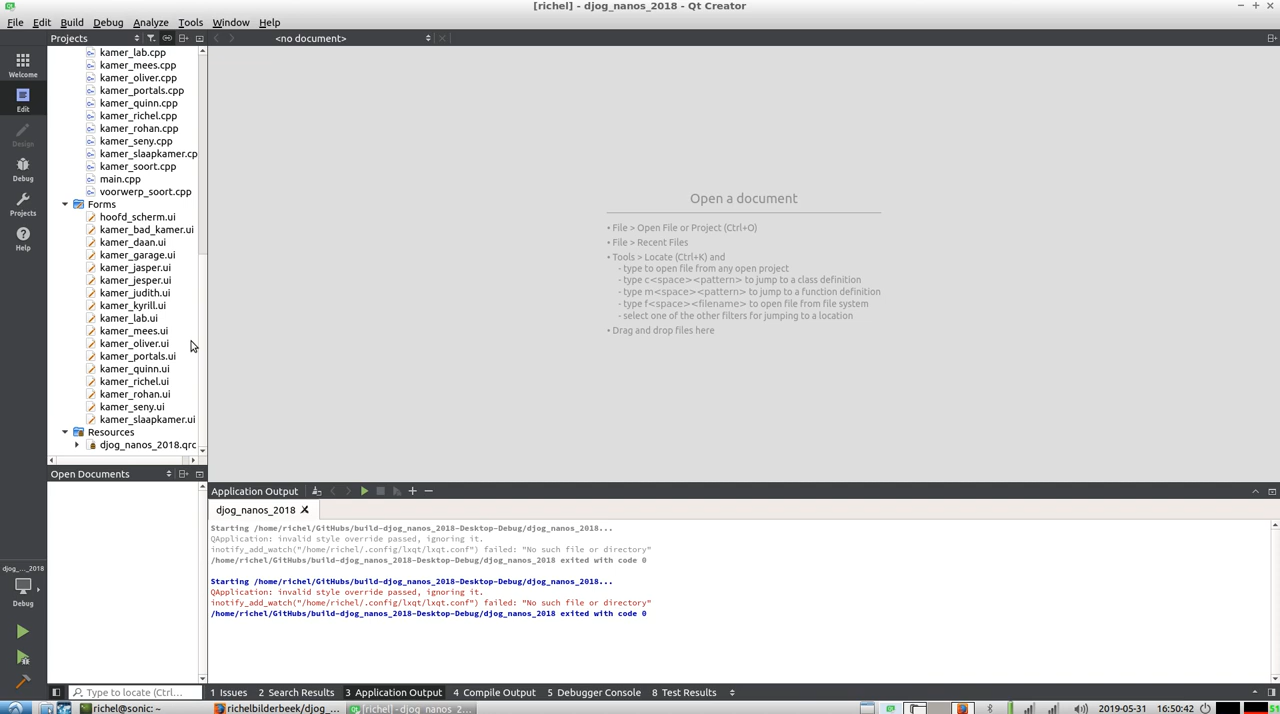 [richel] - djog_nanos_2018 - Qt Creator
File Edit Build Debug Analyze Tools Window Help
Projects
<no document>
Welcome
Edit
Design
Debug
Projects
Help
kamer_lab.cpp
kamer_mees.cpp
kamer_oliver.cpp
kamer_portals.cpp
kamer_quinn.cpp
kamer_richel.cpp
kamer_rohan.cpp
kamer_seny.cpp
kamer_slaapkamer.cp
kamer_soort.cpp
main.cpp
voorwerp_soort.cpp
Forms
hoofd_scherm.ui
kamer_bad_kamer.ui
kamer_daan.ui
kamer_garage.ui
kamer_jasper.ui
kamer_jesper.ui
kamer_judith.ui
kamer_kyrill.ui
kamer_lab.ui
kamer_mees.ui
kamer_oliver.ui
kamer_portals.ui
kamer_quinn.ui
kamer_richel.ui
kamer_rohan.ui
kamer_seny.ui
kamer_slaapkamer.ui
Resources
djog_nanos_2018.qrc
Open a document
• File > Open File or Project (Ctrl+O)
• File > Recent Files
• Tools > Locate (Ctrl+K) and
- type to open file from any open project
- type c<space><pattern> to jump to a class definition
- type m<space><pattern> to jump to a function definition
- type f<space><filename> to open file from file system
- select one of the other filters for jumping to a location
• Drag and drop files here
Open Documents
Application Output
djog_nanos_2018
Starting /home/richel/GitHubs/build-djog_nanos_2018-Desktop-Debug/djog_nanos_2018...
QApplication: invalid style override passed, ignoring it.
inotify_add_watch("/home/richel/.config/lxqt/lxqt.conf") failed: "No such file or directory"
/home/richel/GitHubs/build-djog_nanos_2018-Desktop-Debug/djog_nanos_2018 exited with code 0
Starting /home/richel/GitHubs/build-djog_nanos_2018-Desktop-Debug/djog_nanos_2018...
QApplication: invalid style override passed, ignoring it.
inotify_add_watch("/home/richel/.config/lxqt/lxqt.conf") failed: "No such file or directory"
/home/richel/GitHubs/build-djog_nanos_2018-Desktop-Debug/djog_nanos_2018 exited with code 0
djog_..._2018
Debug
Type to locate (Ctrl...
1 Issues 2 Search Results 3 Application Output 4 Compile Output 5 Debugger Console 8 Test Results
richel@sonic: ~
richelbilderbeek/djog_...
[richel] - djog_nanos_2...
2019-05-31 16:50:42